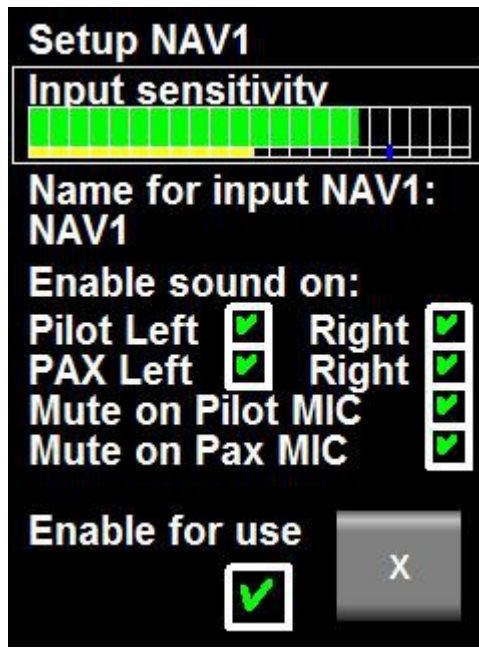 Setup NAV1
Input sensitivity
Name for input NAV1:
NAV1
Enable sound on:
Pilot Left Right
PAX Left Right
Mute on Pilot MIC
Mute on Pax MIC
Enable for use
X